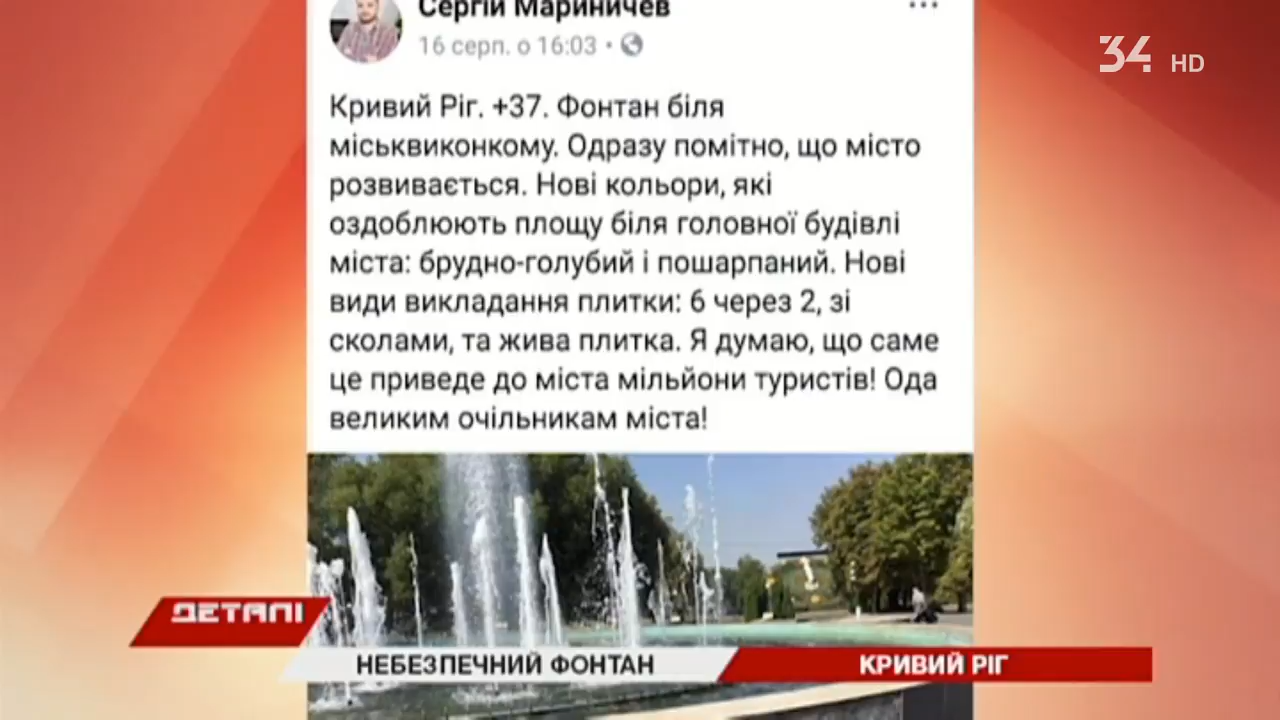 Сергій Мариничев
16 серп. о 16:03
34 HD
Кривий Ріг. +37. Фонтан біля
міськвиконкому. Одразу помітно, що місто
розвивається. Нові кольори, які
оздоблюють площу біля головної будівлі
міста: брудно-голубий і пошарпаний. Нові
види викладання плитки: 6 через 2, зі
сколами, та жива плитка. Я думаю, що саме
це приведе до міста мільйони туристів! Ода
великим очільникам міста!
ДЕТАЛІ
НЕБЕЗПЕЧНИЙ ФОНТАН
КРИВИЙ РІГ